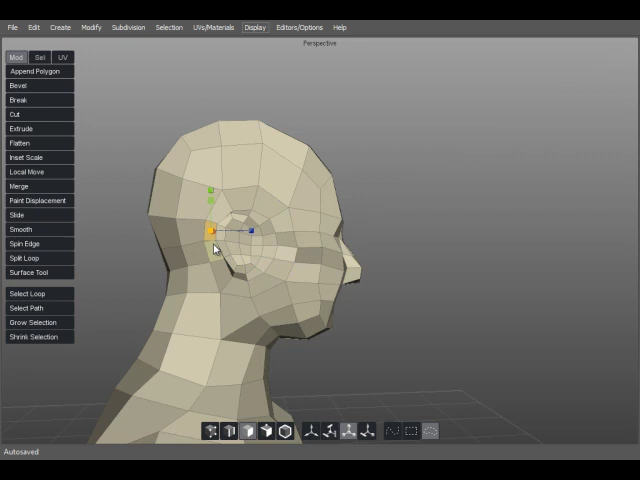 File Edit Create Modify Subdivision Selection UVs/Materials Display Editors/Options Help
Perspective
Mod Sel UV
Append Polygon
Bevel
Break
Cut
Extrude
Flatten
Inset Scale
Local Move
Merge
Paint Displacement
Slide
Smooth
Spin Edge
Split Loop
Surface Tool
Select Loop
Select Path
Grow Selection
Shrink Selection
Autosaved